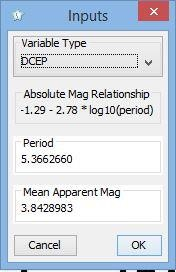 Inputs
Variable Type
DCEP
Absolute Mag Relationship
-1.29 - 2.78 * log10(period)
Period
5.3662660
Mean Apparent Mag
3.8428983
Cancel
OK